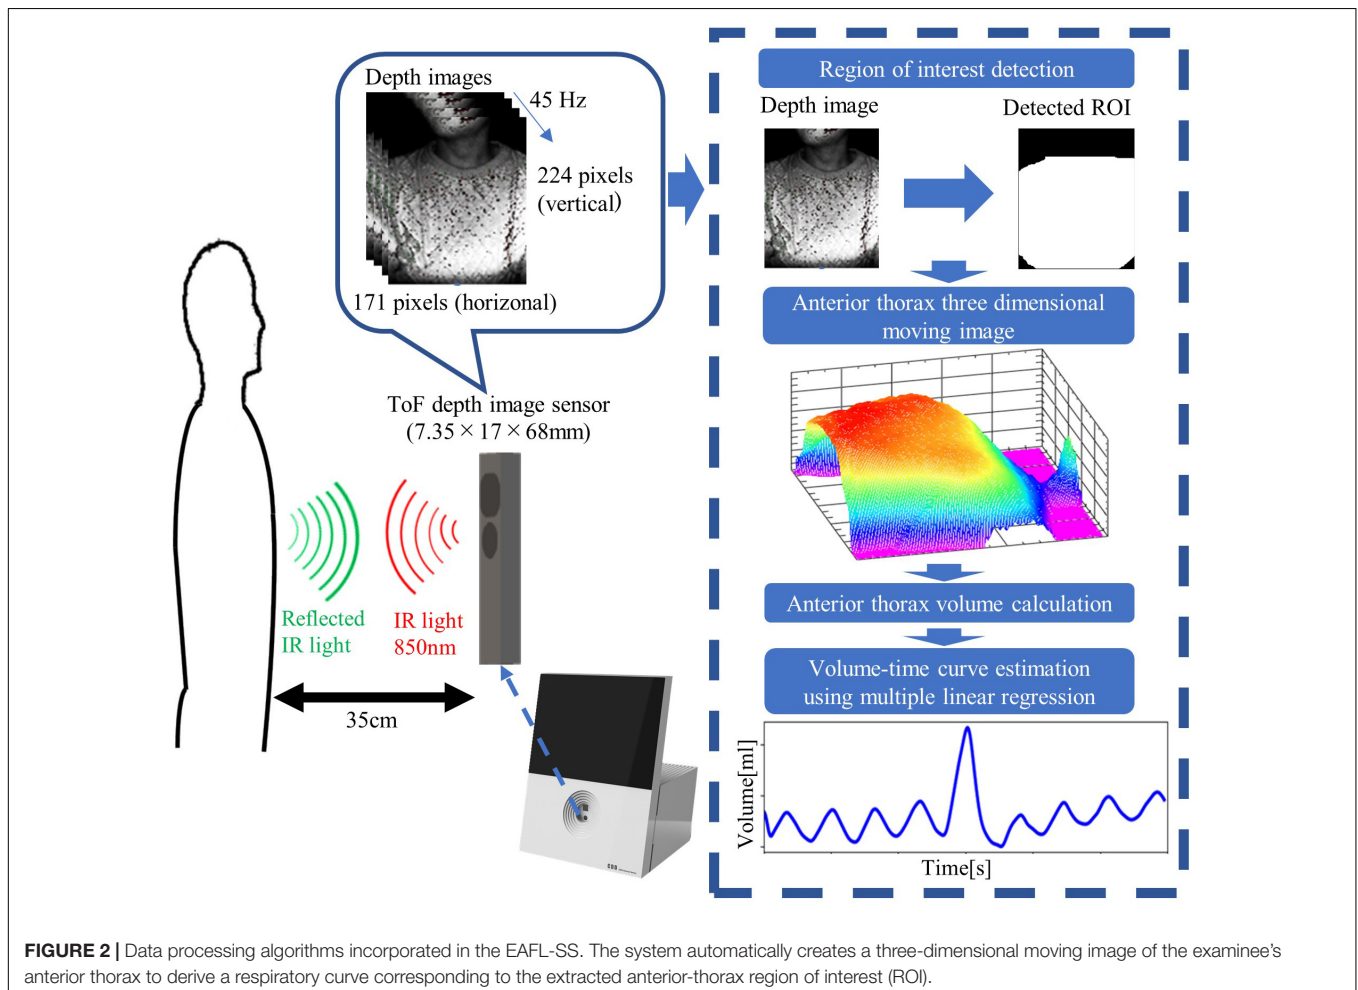 Depth images
45 Hz
224 pixels
(vertical)
171 pixels (horizonal)
ToF depth image sensor
(7.35 × 17 × 68mm)
Reflected
IR light
IR light
850nm
35cm
Region of interest detection
Depth image
Detected ROI
Anterior thorax three dimensional
moving image
Anterior thorax volume calculation
Volume-time curve estimation
using multiple linear regression
Volume[ml]
Time[s]
FIGURE 2 | Data processing algorithms incorporated in the EAFL-SS. The system automatically creates a three-dimensional moving image of the examinee's
anterior thorax to derive a respiratory curve corresponding to the extracted anterior-thorax region of interest (ROI).